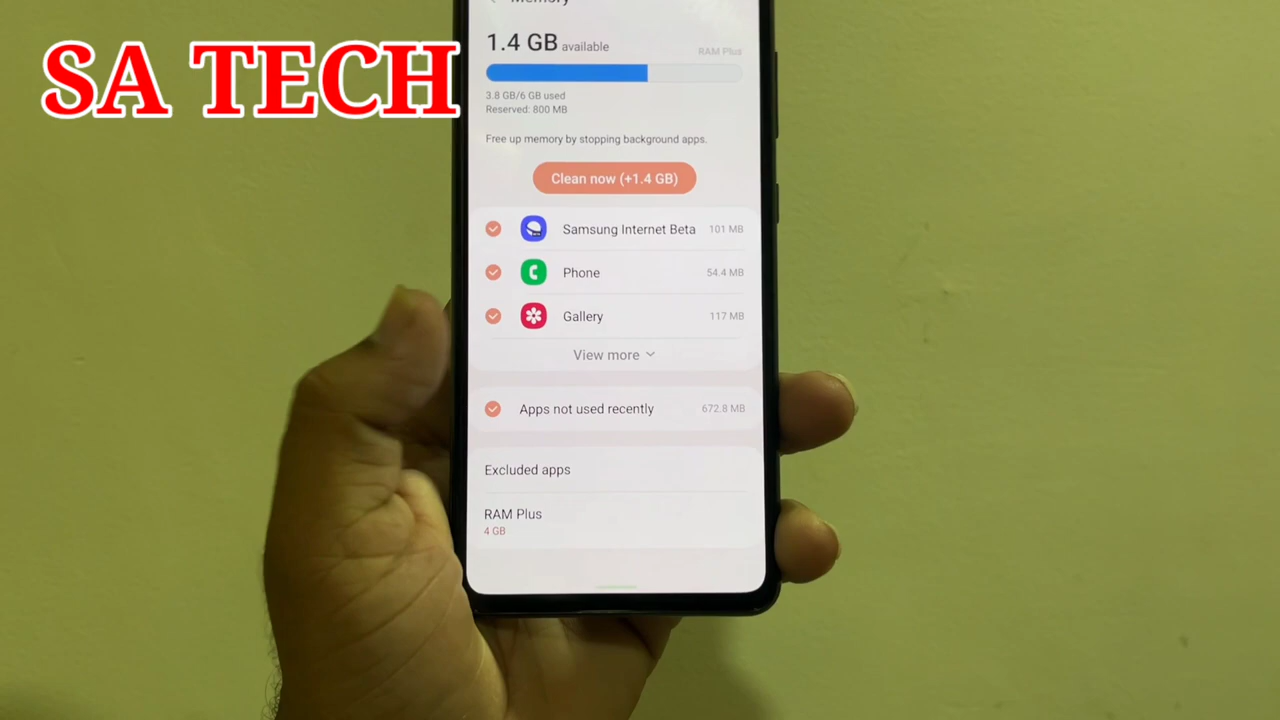 SA TECH
Memory
1.4 GB available
RAM Plus
3.8 GB/6 GB used
Reserved: 800 MB
Free up memory by stopping background apps.
Clean now (+1.4 GB)
Samsung Internet Beta 101 MB
Phone 54.4 MB
Gallery 117 MB
View more
Apps not used recently 672.8 MB
Excluded apps
RAM Plus
4 GB